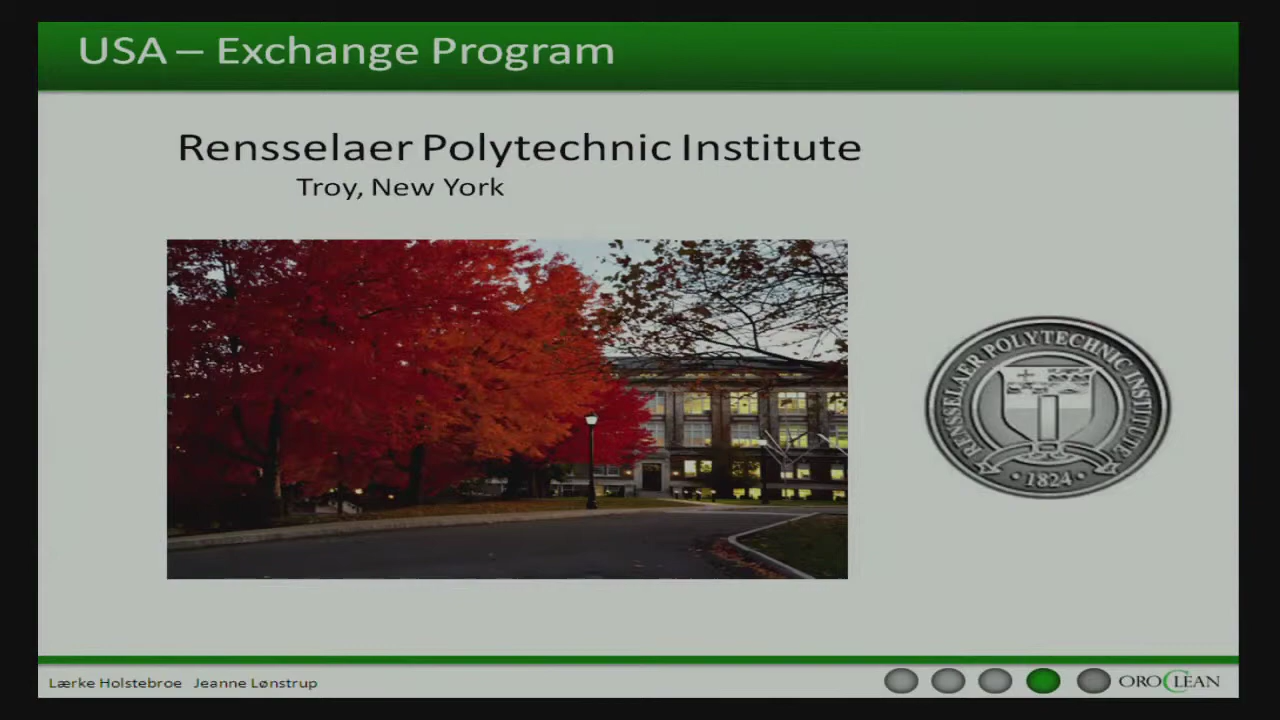 USA – Exchange Program
Rensselaer Polytechnic Institute
Troy, New York
RENSSELAER POLYTECHNIC INSTITUTE
· 1824 ·
Lærke Holstebroe Jeanne Lønstrup
OROCLEAN